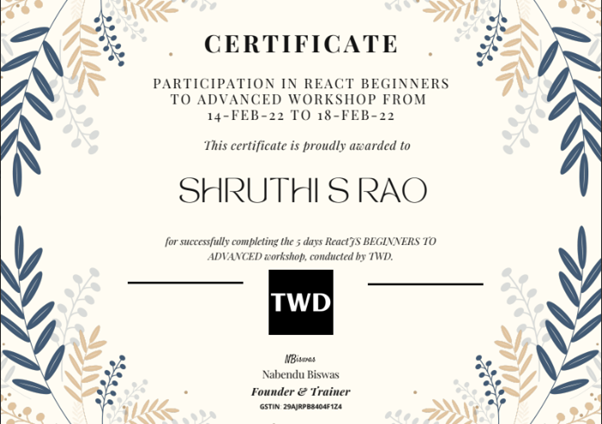 CERTIFICATE
PARTICIPATION IN REACT BEGINNERS
TO ADVANCED WORKSHOP FROM
14-FEB-22 TO 18-FEB-22
This certificate is proudly awarded to
SHRUTHI S RAO
for successfully completing the 5 days ReactJS BEGINNERS TO
ADVANCED workshop, conducted by TWD.
TWD
NBiswas
Nabendu Biswas
Founder & Trainer
GSTIN 29AJRPB8404F1Z4